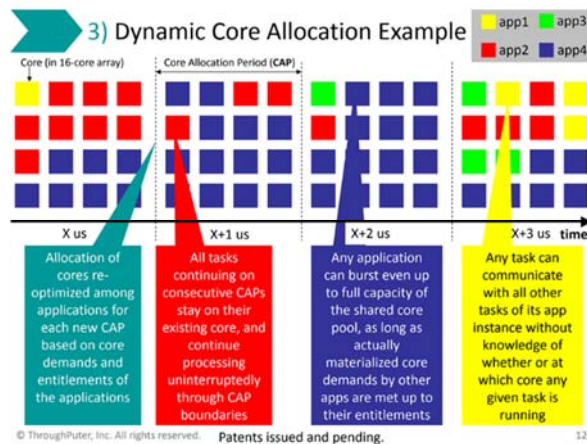 3) Dynamic Core Allocation Example
app1
app3
app2
app4
Core (in 16-core array)
Core Allocation Period (CAP)
X us
X+1 us
X+2 us
X+3 us
time
Allocation of
cores re-
optimized among
applications for
each new CAP
based on core
demands and
entitlements of
the applications
All tasks
continuing on
consecutive CAPs
stay on their
existing core, and
continue
processing
uninterruptedly
through CAP
boundaries
Any application
can burst even up
to full capacity of
the shared core
pool, as long as
actually
materialized core
demands by other
apps are met up to
their entitlements
Any task can
communicate
with all other
tasks of its app
instance without
knowledge of
whether or at
which core any
given task is
running
© ThroughPuter, Inc. All rights reserved.
Patents issued and pending.
12